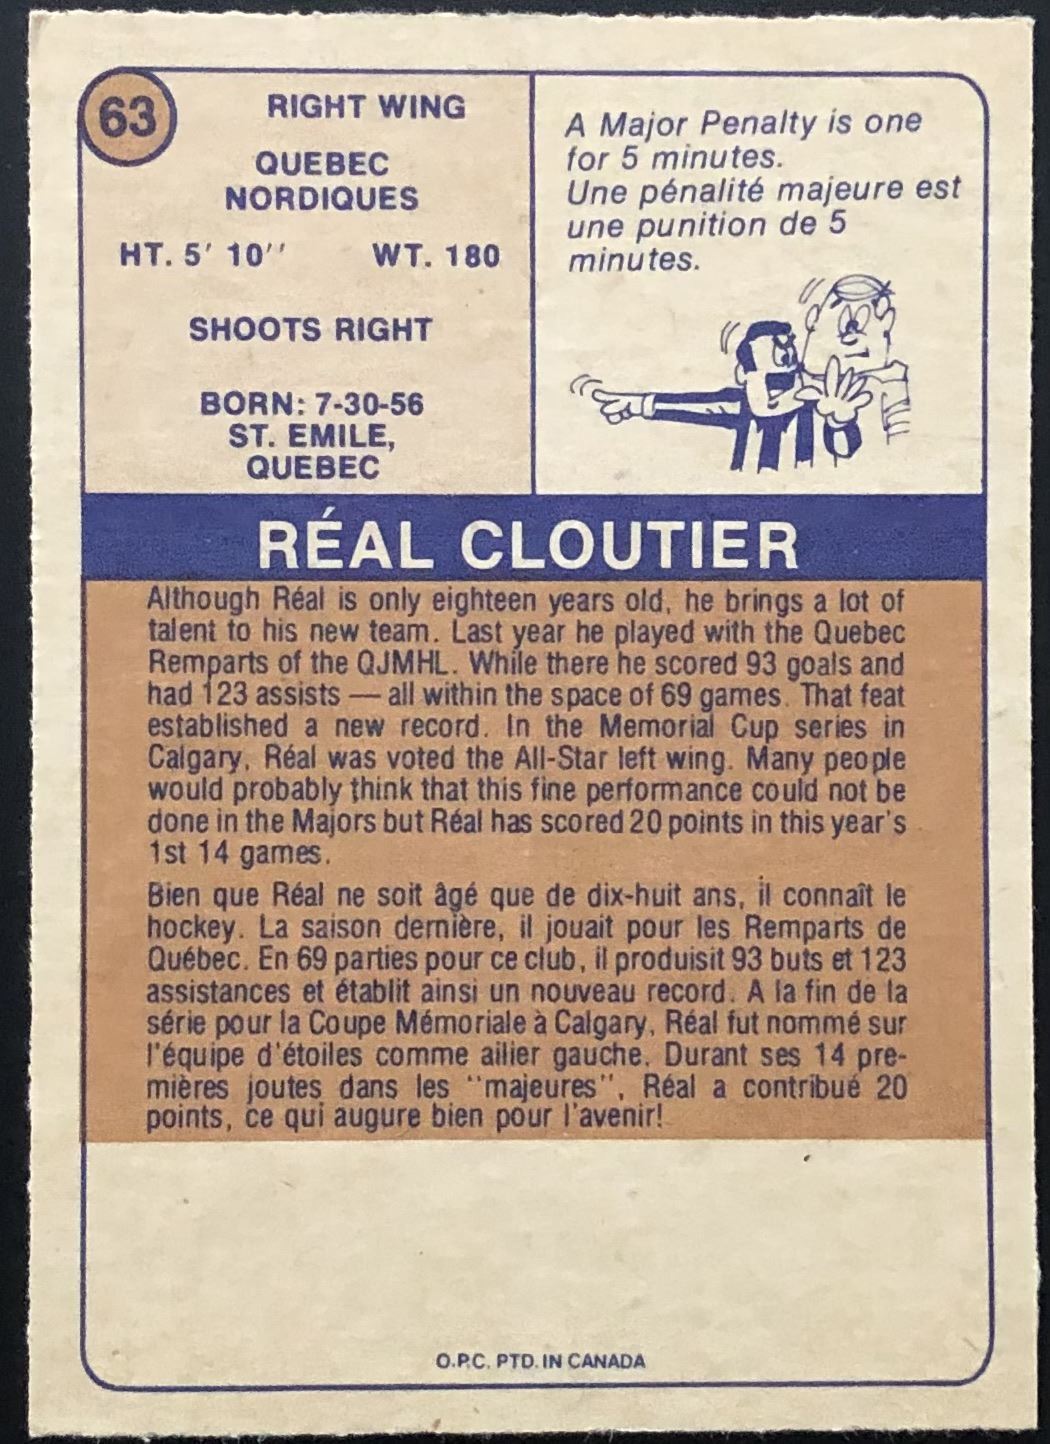 63
RIGHT WING
QUEBEC
NORDIQUES
HT. 5' 10'' WT. 180
SHOOTS RIGHT
BORN: 7-30-56
ST. EMILE,
QUEBEC
A Major Penalty is one
for 5 minutes.
Une pénalité majeure est
une punition de 5
minutes.
RÉAL CLOUTIER
Although Réal is only eighteen years old, he brings a lot of
talent to his new team. Last year he played with the Quebec
Remparts of the QJMHL. While there he scored 93 goals and
had 123 assists — all within the space of 69 games. That feat
established a new record. In the Memorial Cup series in
Calgary, Réal was voted the All-Star left wing. Many people
would probably think that this fine performance could not be
done in the Majors but Réal has scored 20 points in this year's
1st 14 games.
Bien que Réal ne soit âgé que de dix-huit ans, il connaît le
hockey. La saison dernière, il jouait pour les Remparts de
Québec. En 69 parties pour ce club, il produisit 93 buts et 123
assistances et établit ainsi un nouveau record. A la fin de la
série pour la Coupe Mémoriale à Calgary, Réal fut nommé sur
l'équipe d'étoiles comme ailier gauche. Durant ses 14 pre-
mières joutes dans les ''majeures'', Réal a contribué 20
points, ce qui augure bien pour l'avenir!
O.P.C. PTD. IN CANADA